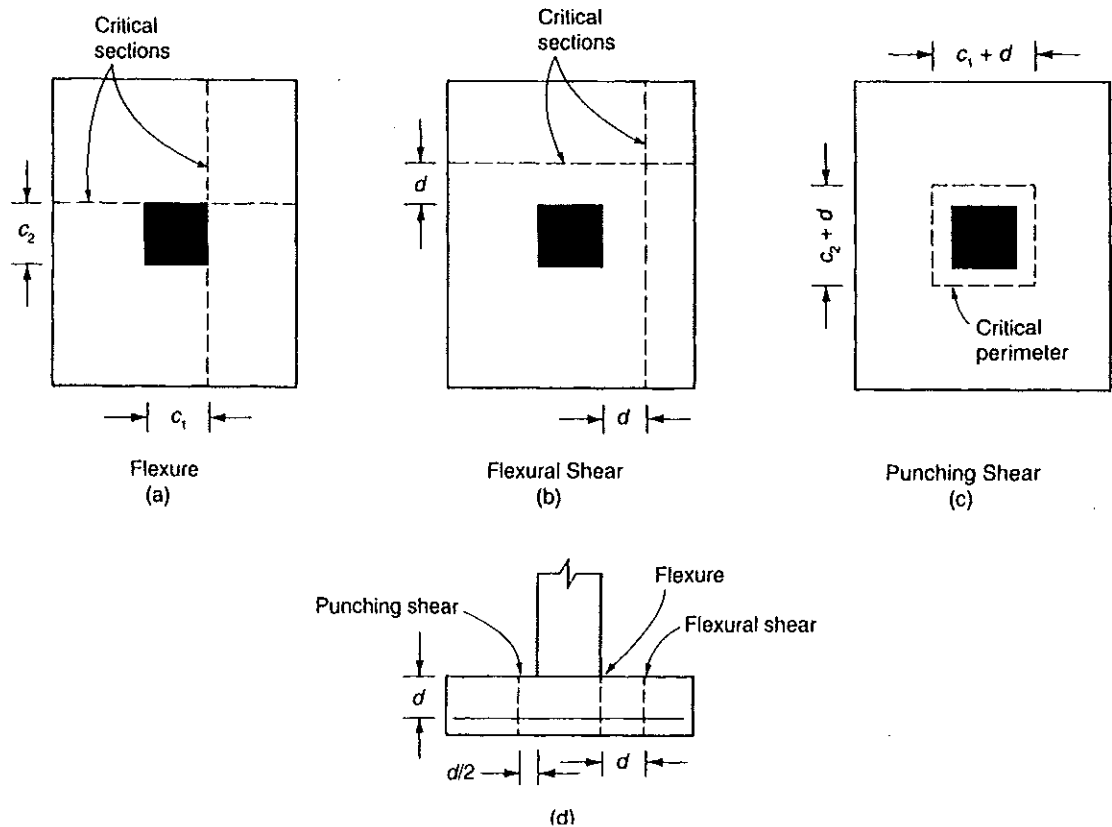 Critical
sections
c₂
c₁
Flexure
(a)
Critical
sections
d
d
Flexural Shear
(b)
c₁ + d
c₂ + d
Critical
perimeter
Punching Shear
(c)
Punching shear
Flexure
Flexural shear
d
d/2
d
(d)